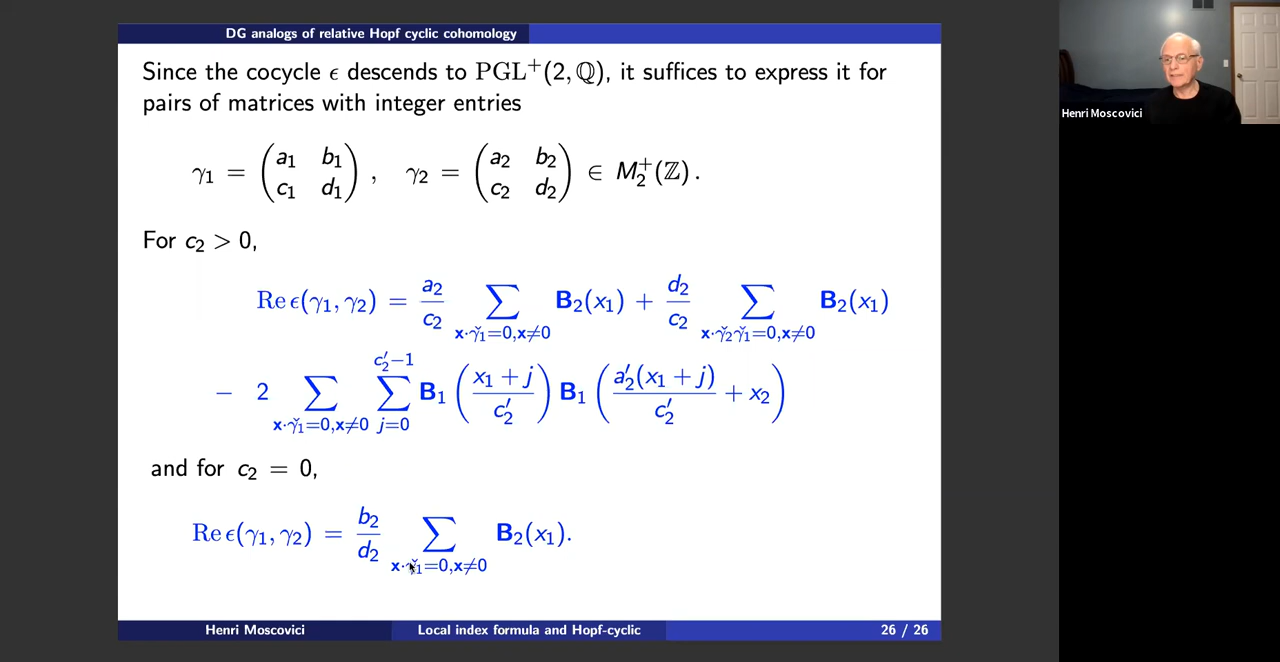 DG analogs of relative Hopf cyclic cohomology
Since the cocycle ϵ descends to PGL⁺(2, ℚ), it suffices to express it for
pairs of matrices with integer entries
γ₁ = (a₁ b₁; c₁ d₁), γ₂ = (a₂ b₂; c₂ d₂) ∈ M₂⁺(ℤ).
For c₂ > 0,
Re ϵ(γ₁, γ₂) = a₂/c₂ ∑_{x·γ̌₁=0,x≠0} B₂(x₁) + d₂/c₂ ∑_{x·γ̌₂γ̌₁=0,x≠0} B₂(x₁)
− 2 ∑_{x·γ̌₁=0,x≠0} ∑_{j=0}^{c₂′−1} B₁((x₁ + j)/c₂′) B₁(a₂′(x₁ + j)/c₂′ + x₂)
and for c₂ = 0,
Re ϵ(γ₁, γ₂) = b₂/d₂ ∑_{x·γ̌₁=0,x≠0} B₂(x₁).
Henri Moscovici Local index formula and Hopf-cyclic 26 / 26
Henri Moscovici